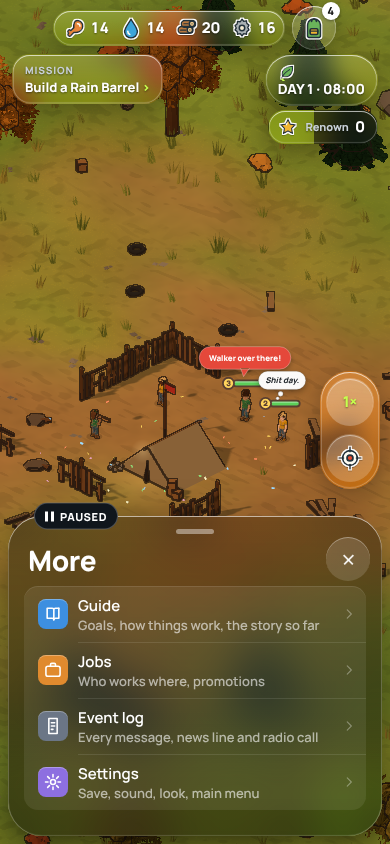 14 14 20 16
4
MISSION
Build a Rain Barrel ›
DAY 1 · 08:00
Renown 0
Walker over there!
3
Shit day.
2
1×
PAUSED
More
Guide
Goals, how things work, the story so far
Jobs
Who works where, promotions
Event log
Every message, news line and radio call
Settings
Save, sound, look, main menu